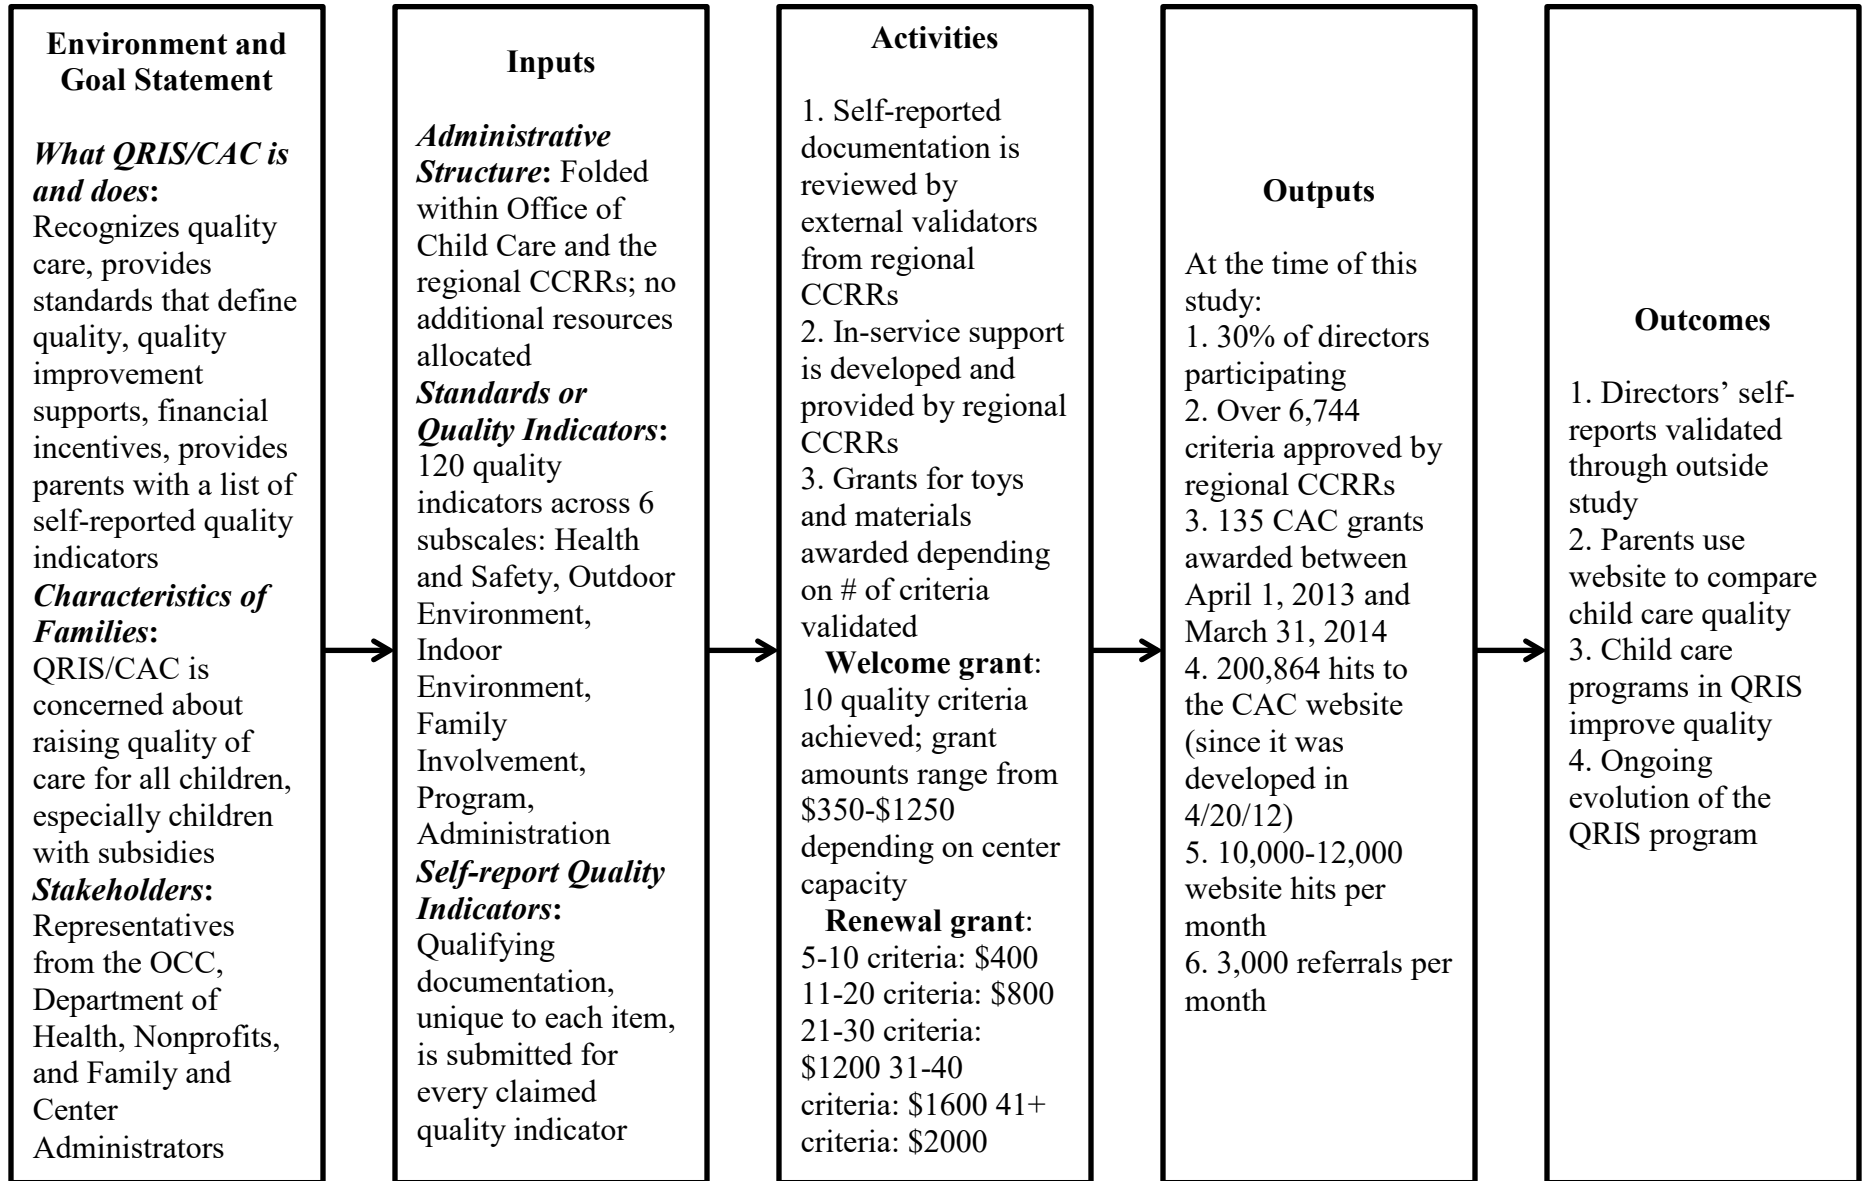 Environment and
Goal Statement
What QRIS/CAC is
and does:
Recognizes quality
care, provides
standards that define
quality, quality
improvement
supports, financial
incentives, provides
parents with a list of
self-reported quality
indicators
Characteristics of
Families:
QRIS/CAC is
concerned about
raising quality of
care for all children,
especially children
with subsidies
Stakeholders:
Representatives
from the OCC,
Department of
Health, Nonprofits,
and Family and
Center
Administrators
Inputs
Administrative
Structure: Folded
within Office of
Child Care and the
regional CCRRs; no
additional resources
allocated
Standards or
Quality Indicators:
120 quality
indicators across 6
subscales: Health
and Safety, Outdoor
Environment,
Indoor
Environment,
Family
Involvement,
Program,
Administration
Self-report Quality
Indicators:
Qualifying
documentation,
unique to each item,
is submitted for
every claimed
quality indicator
Activities
1. Self-reported
documentation is
reviewed by
external validators
from regional
CCRRs
2. In-service support
is developed and
provided by regional
CCRRs
3. Grants for toys
and materials
awarded depending
on # of criteria
validated
Welcome grant:
10 quality criteria
achieved; grant
amounts range from
$350-$1250
depending on center
capacity
Renewal grant:
5-10 criteria: $400
11-20 criteria: $800
21-30 criteria:
$1200 31-40
criteria: $1600 41+
criteria: $2000
Outputs
At the time of this
study:
1. 30% of directors
participating
2. Over 6,744
criteria approved by
regional CCRRs
3. 135 CAC grants
awarded between
April 1, 2013 and
March 31, 2014
4. 200,864 hits to
the CAC website
(since it was
developed in
4/20/12)
5. 10,000-12,000
website hits per
month
6. 3,000 referrals per
month
Outcomes
1. Directors’ self-
reports validated
through outside
study
2. Parents use
website to compare
child care quality
3. Child care
programs in QRIS
improve quality
4. Ongoing
evolution of the
QRIS program